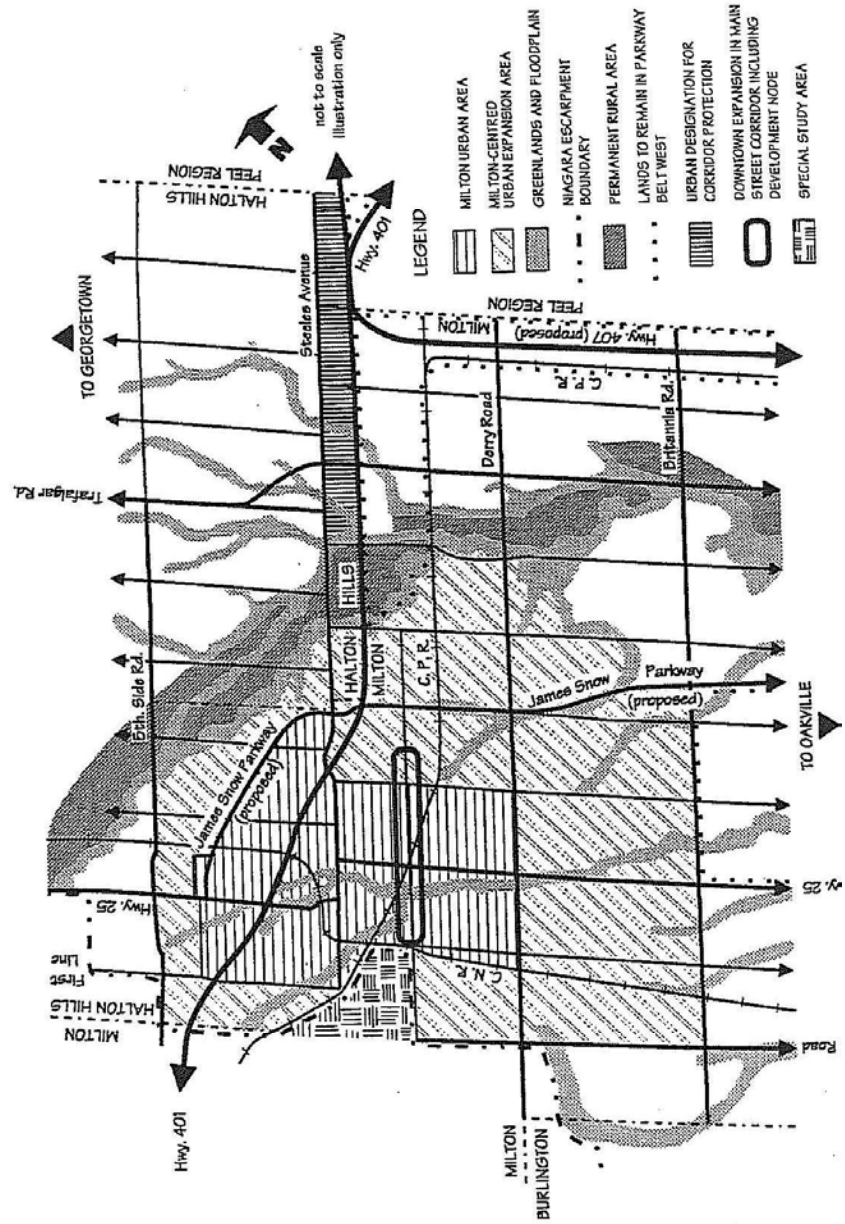 TO GEORGETOWN
N
not to scale
illustration only
HALTON HILLS
PEEL REGION
Steeles Avenue
Hwy. 401
Trafalgar Rd.
5th. Side Rd.
HALTON
HILLS
MILTON
C. P. R.
James Snow Parkway
(proposed)
Hwy. 25
First
Line
HALTON HILLS
MILTON
Hwy. 401
MILTON
PEEL REGION
Hwy. 407 (proposed)
C. P. R.
Derry Road
Britannia Rd.
James Snow
Parkway
(proposed)
TO OAKVILLE
y. 25
C. N. R.
Road
MILTON
BURLINGTON
LEGEND
MILTON URBAN AREA
MILTON-CENTRED
URBAN EXPANSION AREA
GREENLANDS AND FLOODPLAIN
NIAGARA ESCARPMENT
BOUNDARY
PERMANENT RURAL AREA
LANDS TO REMAIN IN PARKWAY
BELT WEST
URBAN DESIGNATION FOR
CORRIDOR PROTECTION
DOWNTOWN EXPANSION IN MAIN
STREET CORRIDOR INCLUDING
DEVELOPMENT NODE
SPECIAL STUDY AREA